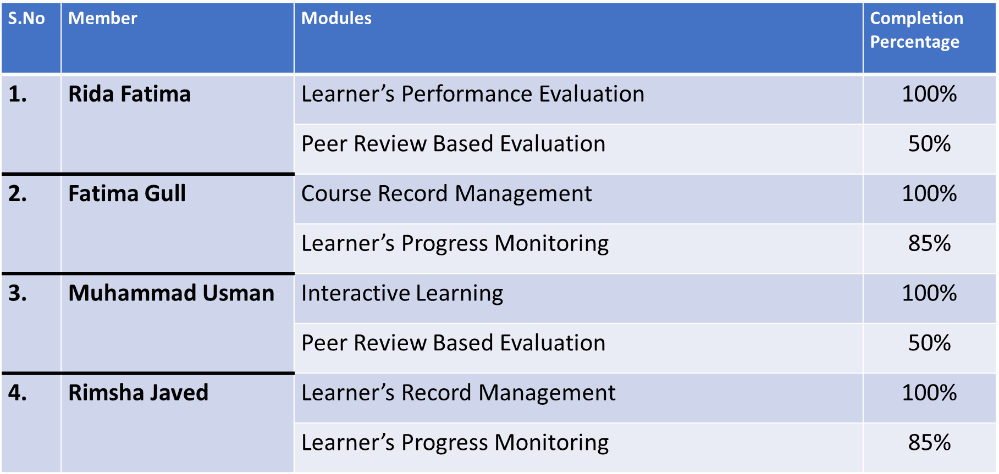 S.No Member Modules Completion
Percentage
1. Rida Fatima Learner’s Performance Evaluation 100%
Peer Review Based Evaluation 50%
2. Fatima Gull Course Record Management 100%
Learner’s Progress Monitoring 85%
3. Muhammad Usman Interactive Learning 100%
Peer Review Based Evaluation 50%
4. Rimsha Javed Learner’s Record Management 100%
Learner’s Progress Monitoring 85%